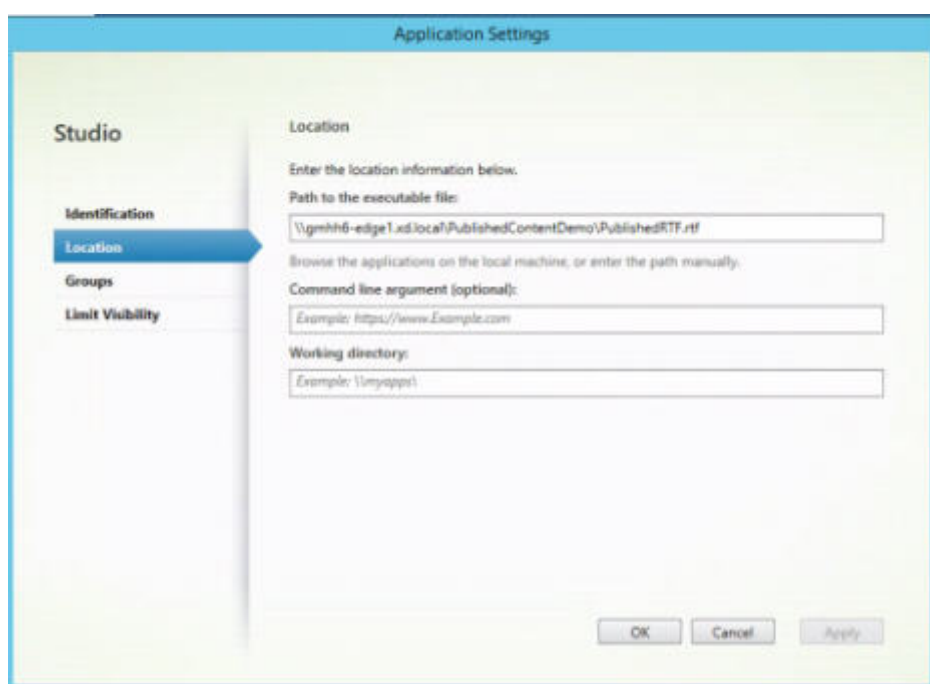 Application Settings
Studio
Identification
Location
Groups
Limit Visibility
Location
Enter the location information below.
Path to the executable file:
\\gmhh6-edge1.xd.local\PublishedContentDemo\PublishedRTF.rtf
Browse the applications on the local machine, or enter the path manually.
Command line argument (optional):
Example: https://www.Example.com
Working directory:
Example: \\myapps\
OK
Cancel
Apply